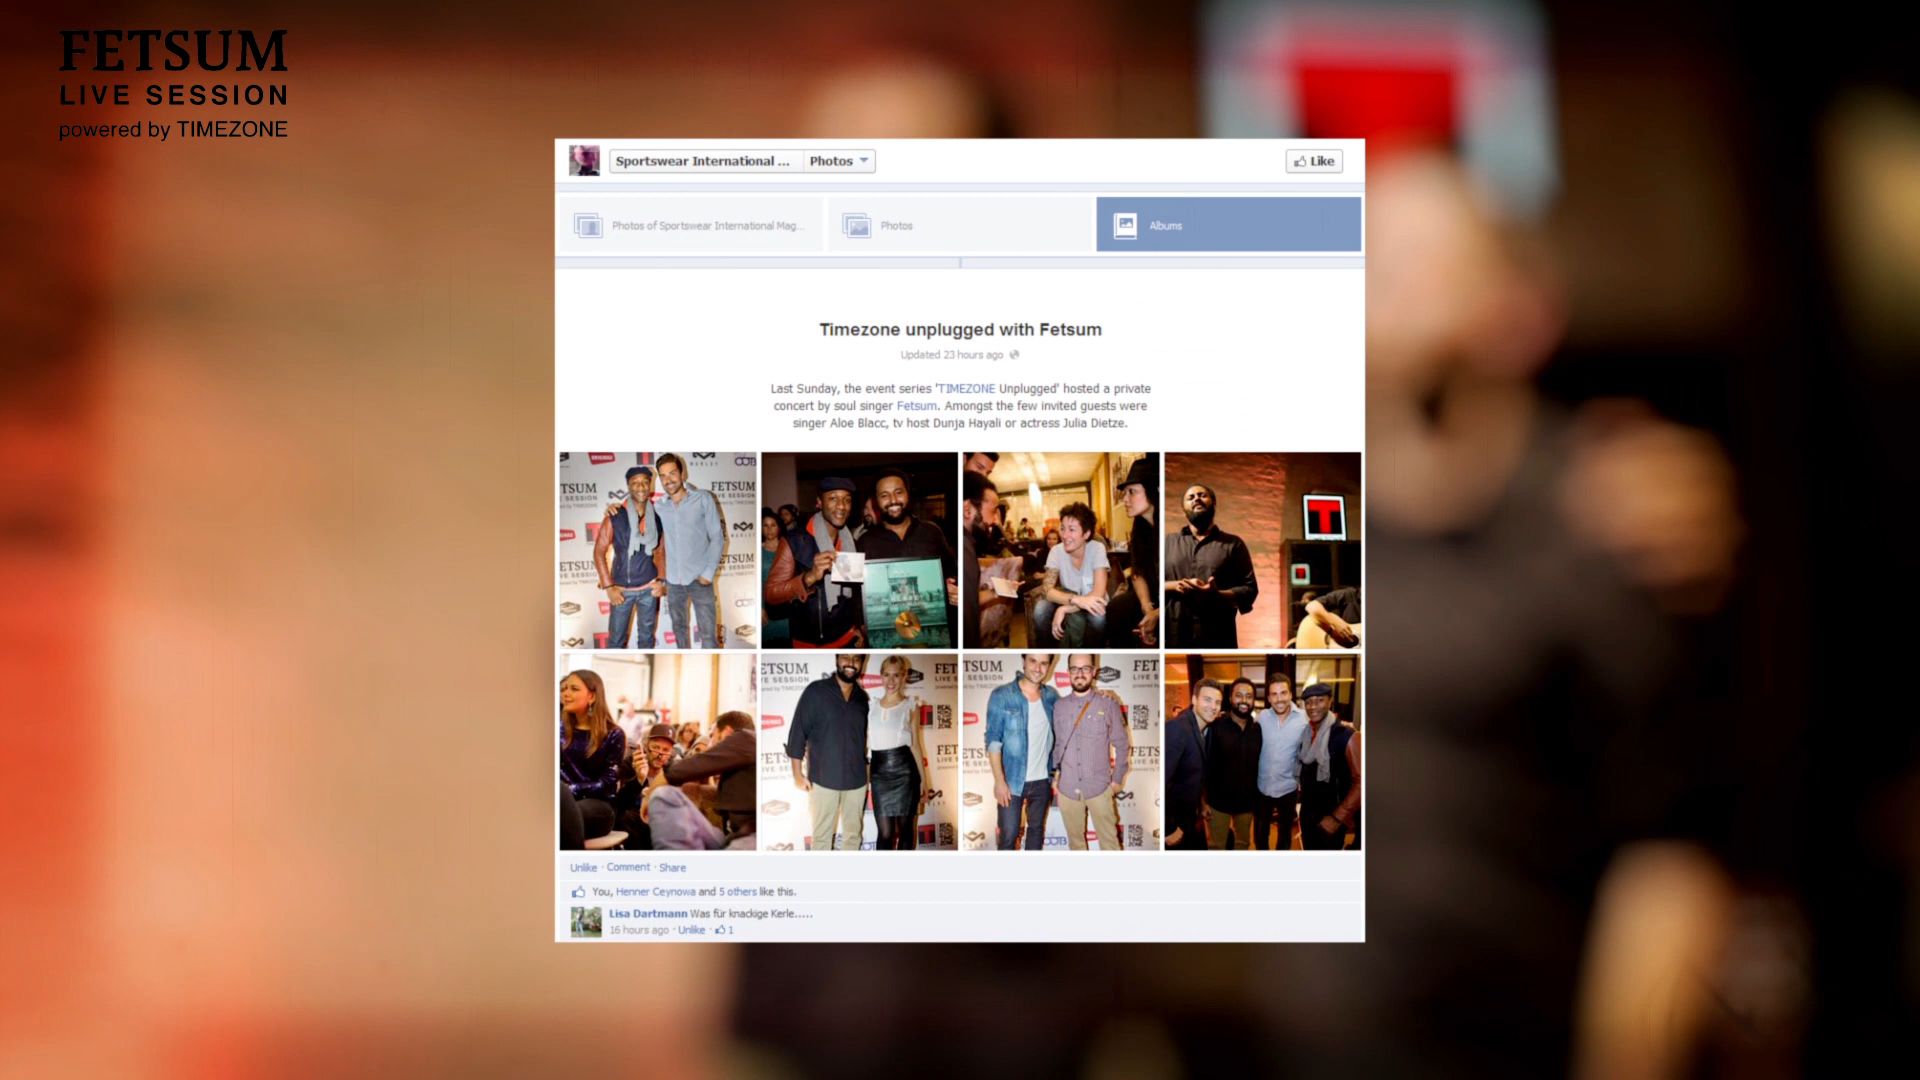 FETSUM
LIVE SESSION
powered by TIMEZONE
Sportswear International ... Photos
Like
Photos of Sportswear International Mag...
Photos
Albums
Timezone unplugged with Fetsum
Updated 23 hours ago
Last Sunday, the event series 'TIMEZONE Unplugged' hosted a private
concert by soul singer Fetsum. Amongst the few invited guests were
singer Aloe Blacc, tv host Dunja Hayali or actress Julia Dietze.
Unlike · Comment · Share
You, Henner Ceynowa and 5 others like this.
Lisa Dartmann Was für knackige Kerle.....
16 hours ago · Unlike · 1